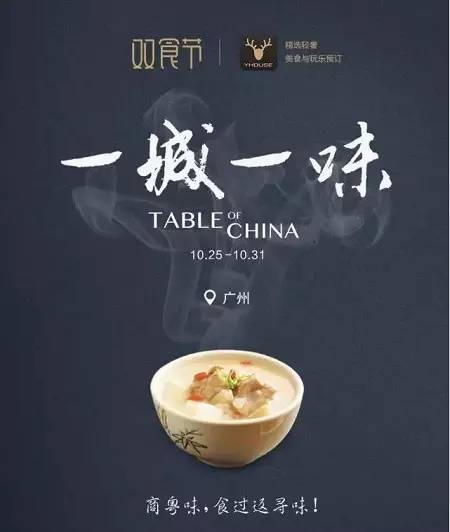 双食节
YHOUSE
精选轻奢
美食与玩乐预订
一城一味
TABLE OF CHINA
10.25-10.31
广州
商粤味,食过返寻味!